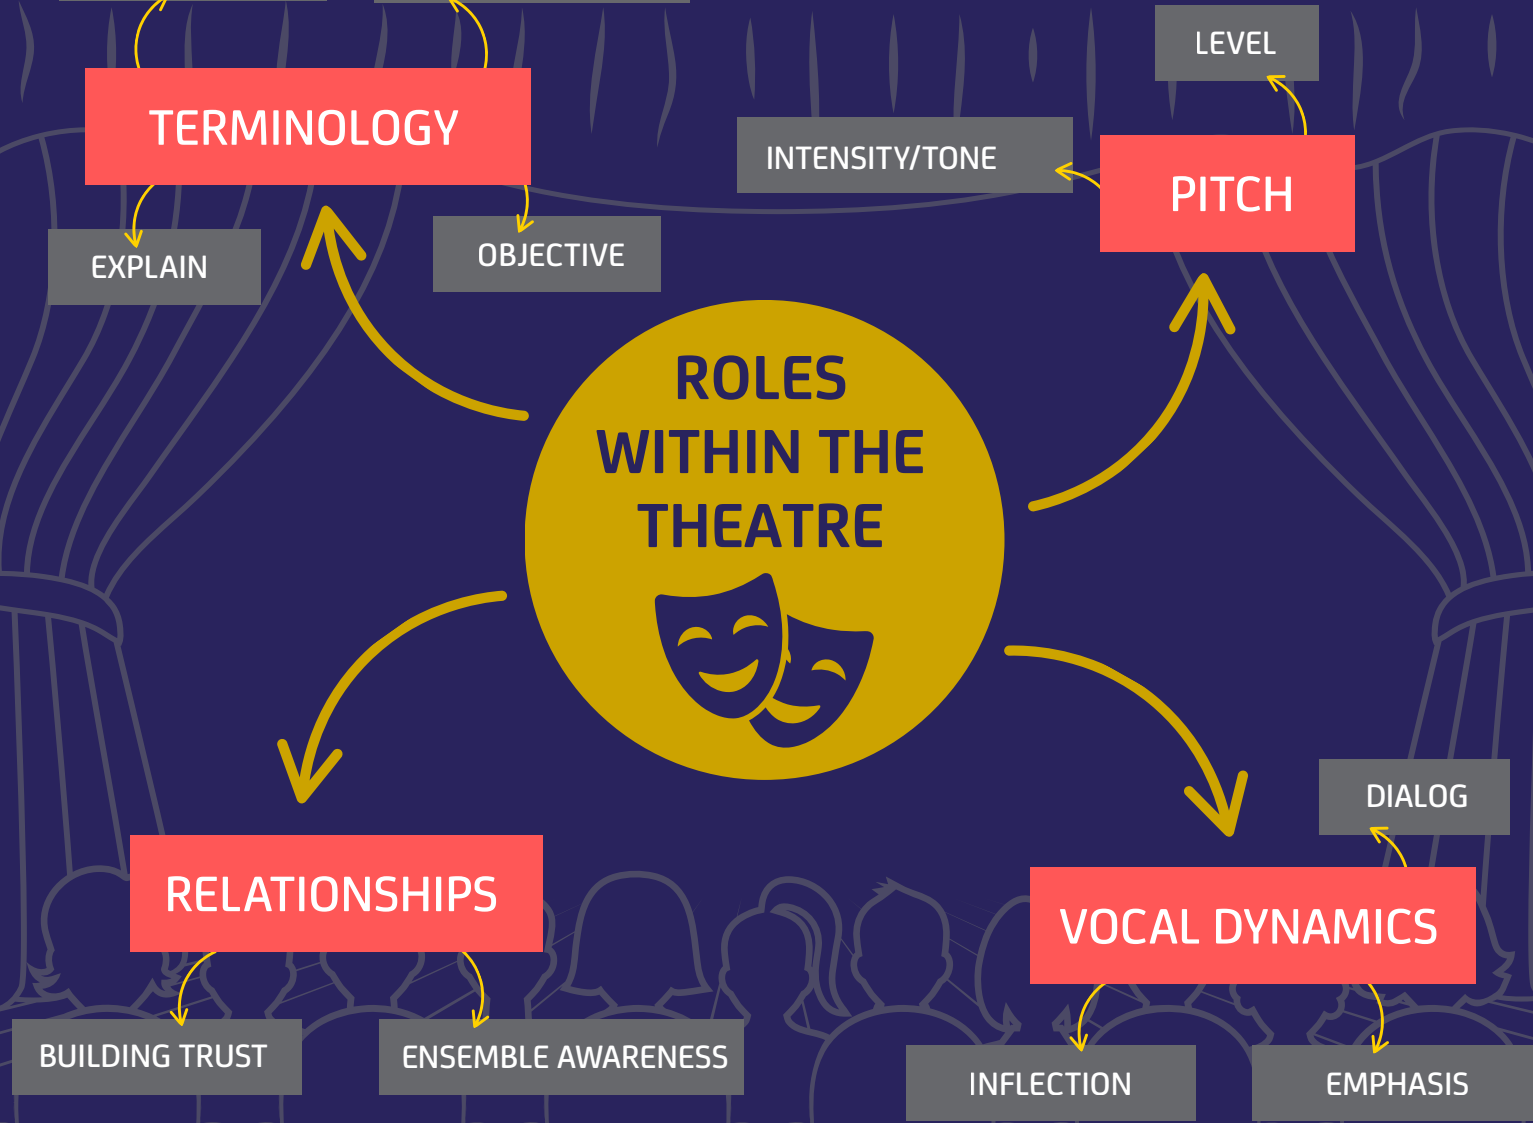 LEVEL
TERMINOLOGY
INTENSITY/TONE
PITCH
EXPLAIN
OBJECTIVE
ROLES
WITHIN THE
THEATRE
DIALOG
RELATIONSHIPS
VOCAL DYNAMICS
BUILDING TRUST
ENSEMBLE AWARENESS
INFLECTION
EMPHASIS